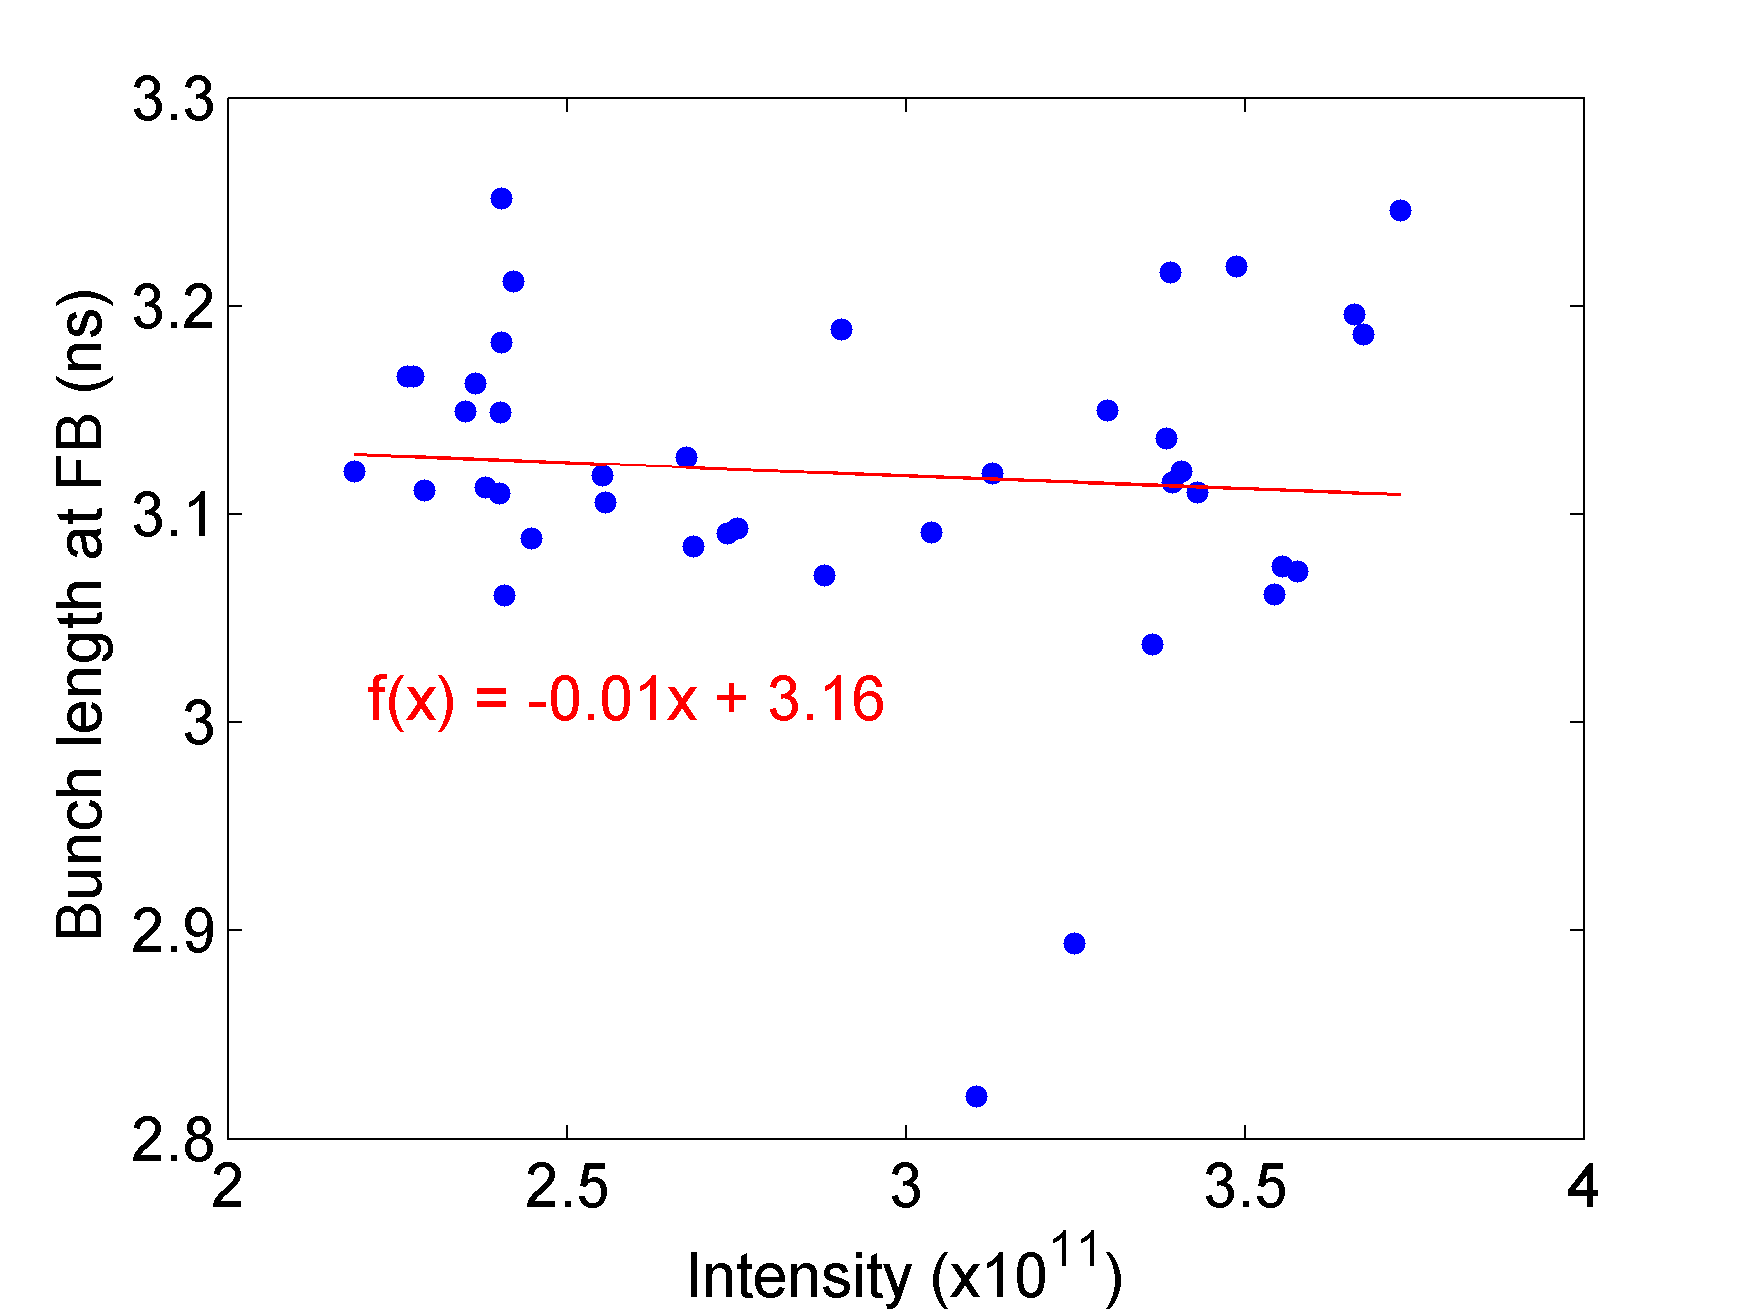 3.3
3.2
3.1
3
2.9
2.8
Bunch length at FB (ns)
f(x) = -0.01x + 3.16
2 2.5 3 3.5 4
Intensity (x10^11)